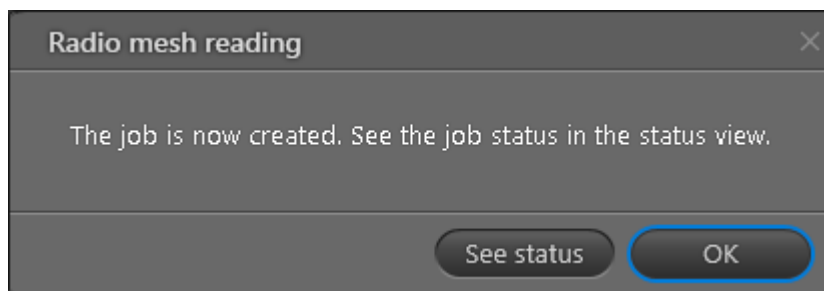 Radio mesh reading
The job is now created. See the job status in the status view.
See status
OK